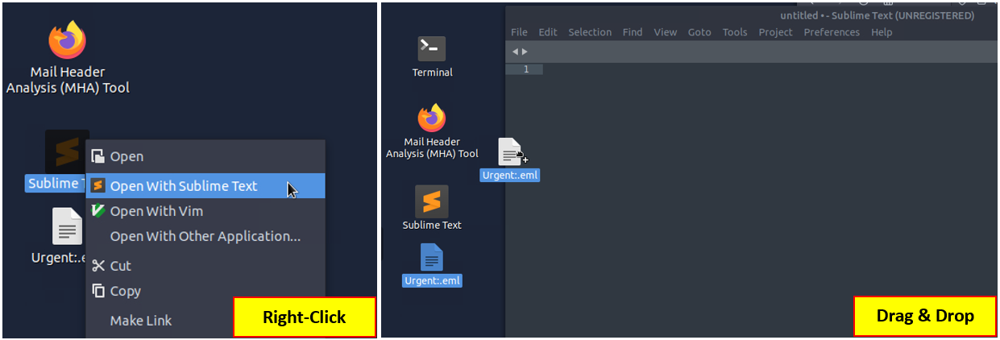 Mail Header
Analysis (MHA) Tool
Sublime T
Urgent:.e
Open
Open With Sublime Text
Open With Vim
Open With Other Application...
Cut
Copy
Make Link
Right-Click
untitled • - Sublime Text (UNREGISTERED)
File Edit Selection Find View Goto Tools Project Preferences Help
1
Terminal
Mail Header
Analysis (MHA) Tool
Urgent:.eml
Sublime Text
Urgent:.eml
Drag & Drop